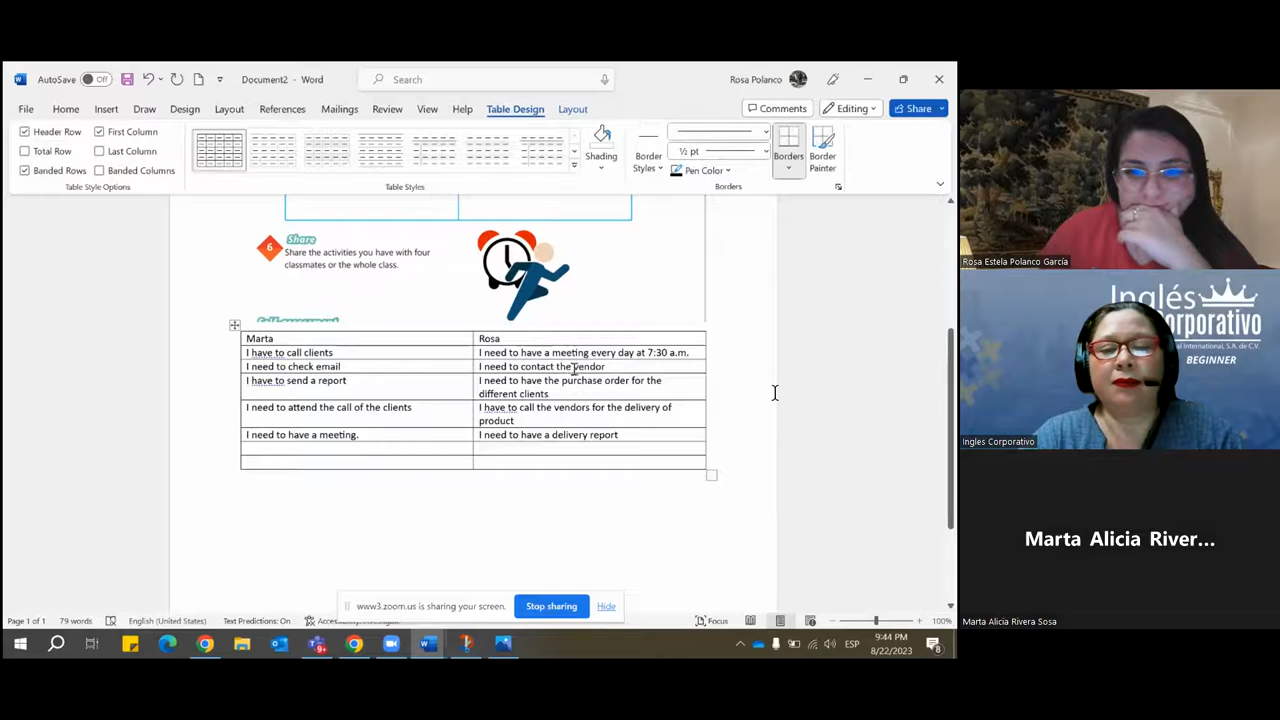 AutoSave Off Document2 - Word Search Rosa Polanco
File Home Insert Draw Design Layout References Mailings Review View Help Table Design Layout Comments Editing Share
Header Row First Column
Total Row Last Column
Banded Rows Banded Columns
Shading Border Styles ½ pt Pen Color Borders Border Painter
Table Style Options Table Styles Borders
6 Share
Share the activities you have with four
classmates or the whole class.
Self-assessment
Marta Rosa
I have to call clients I need to have a meeting every day at 7:30 a.m.
I need to check email I need to contact the vendor
I have to send a report I need to have the purchase order for the
different clients
I need to attend the call of the clients I have to call the vendors for the delivery of
product
I need to have a meeting. I need to have a delivery report
www3.zoom.us is sharing your screen. Stop sharing Hide
Page 1 of 1 79 words English (United States) Text Predictions: On Accessibility: Investigate Focus 100%
ESP 9:44 PM
8/22/2023
Rosa Estela Polanco García
Inglés
Corporativo
al International, S.A. de C.V.
BEGINNER
Ingles Corporativo
Marta Alicia River...
Marta Alicia Rivera Sosa